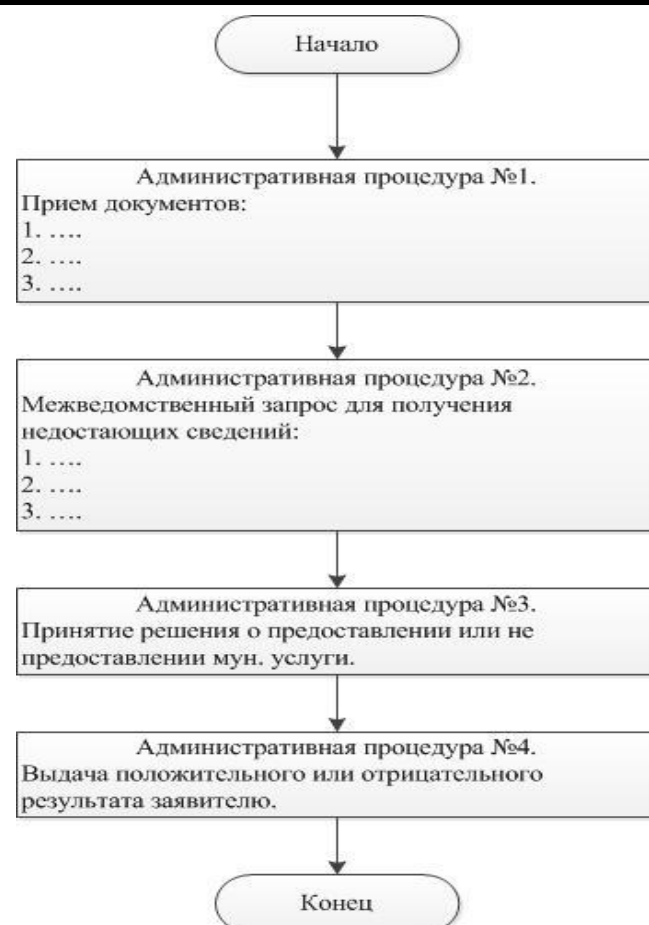 Начало
Административная процедура №1.
Прием документов:
1. ….
2. ….
3. ….
Административная процедура №2.
Межведомственный запрос для получения
недостающих сведений:
1. ….
2. ….
3. ….
Административная процедура №3.
Принятие решения о предоставлении или не
предоставлении мун. услуги.
Административная процедура №4.
Выдача положительного или отрицательного
результата заявителю.
Конец